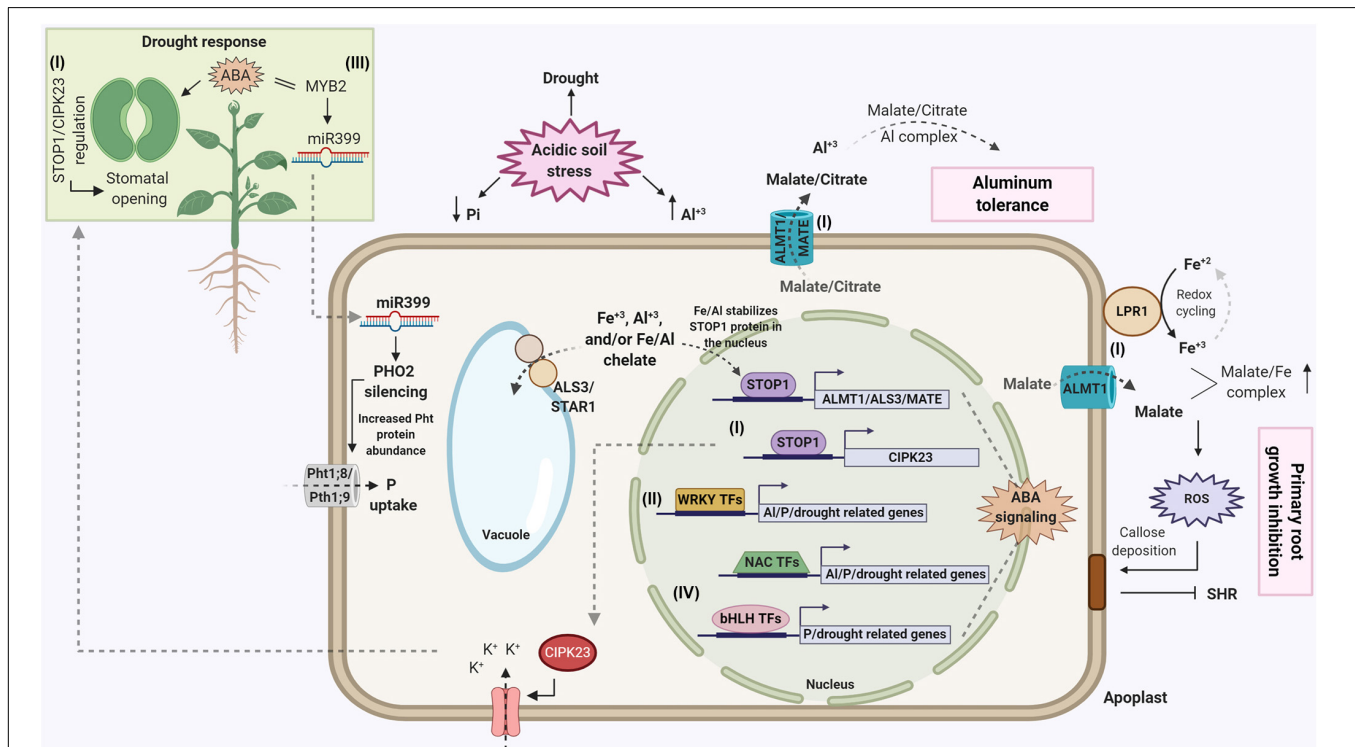 Drought response
(I)
(III)
STOP1/CIPK23
regulation
ABA
MYB2
miR399
Stomatal
opening
Drought
Acidic soil
stress
Pi
Al+3
Malate/Citrate
Al complex
Al+3
Malate/Citrate
Aluminum
tolerance
ALMT1/
MATE
(I)
Malate/Citrate
miR399
PHO2
silencing
Increased Pht
protein
abundance
Pht1;8/
Pth1;9
P
uptake
Fe+3, Al+3,
and/or Fe/Al
chelate
Fe/Al stabilizes
STOP1 protein in
the nucleus
ALS3/
STAR1
Vacuole
STOP1
ALMT1/ALS3/MATE
(I)
STOP1
CIPK23
(II)
WRKY TFs
Al/P/drought related genes
NAC TFs
Al/P/drought related genes
(IV)
bHLH TFs
P/drought related genes
Nucleus
ABA
signaling
LPR1
Fe+2
Redox
cycling
Fe+3
(I)
Malate
ALMT1
Malate
Malate/Fe
complex
ROS
Callose
deposition
SHR
Primary root
growth inhibition
K+ K+
K+
CIPK23
Apoplast